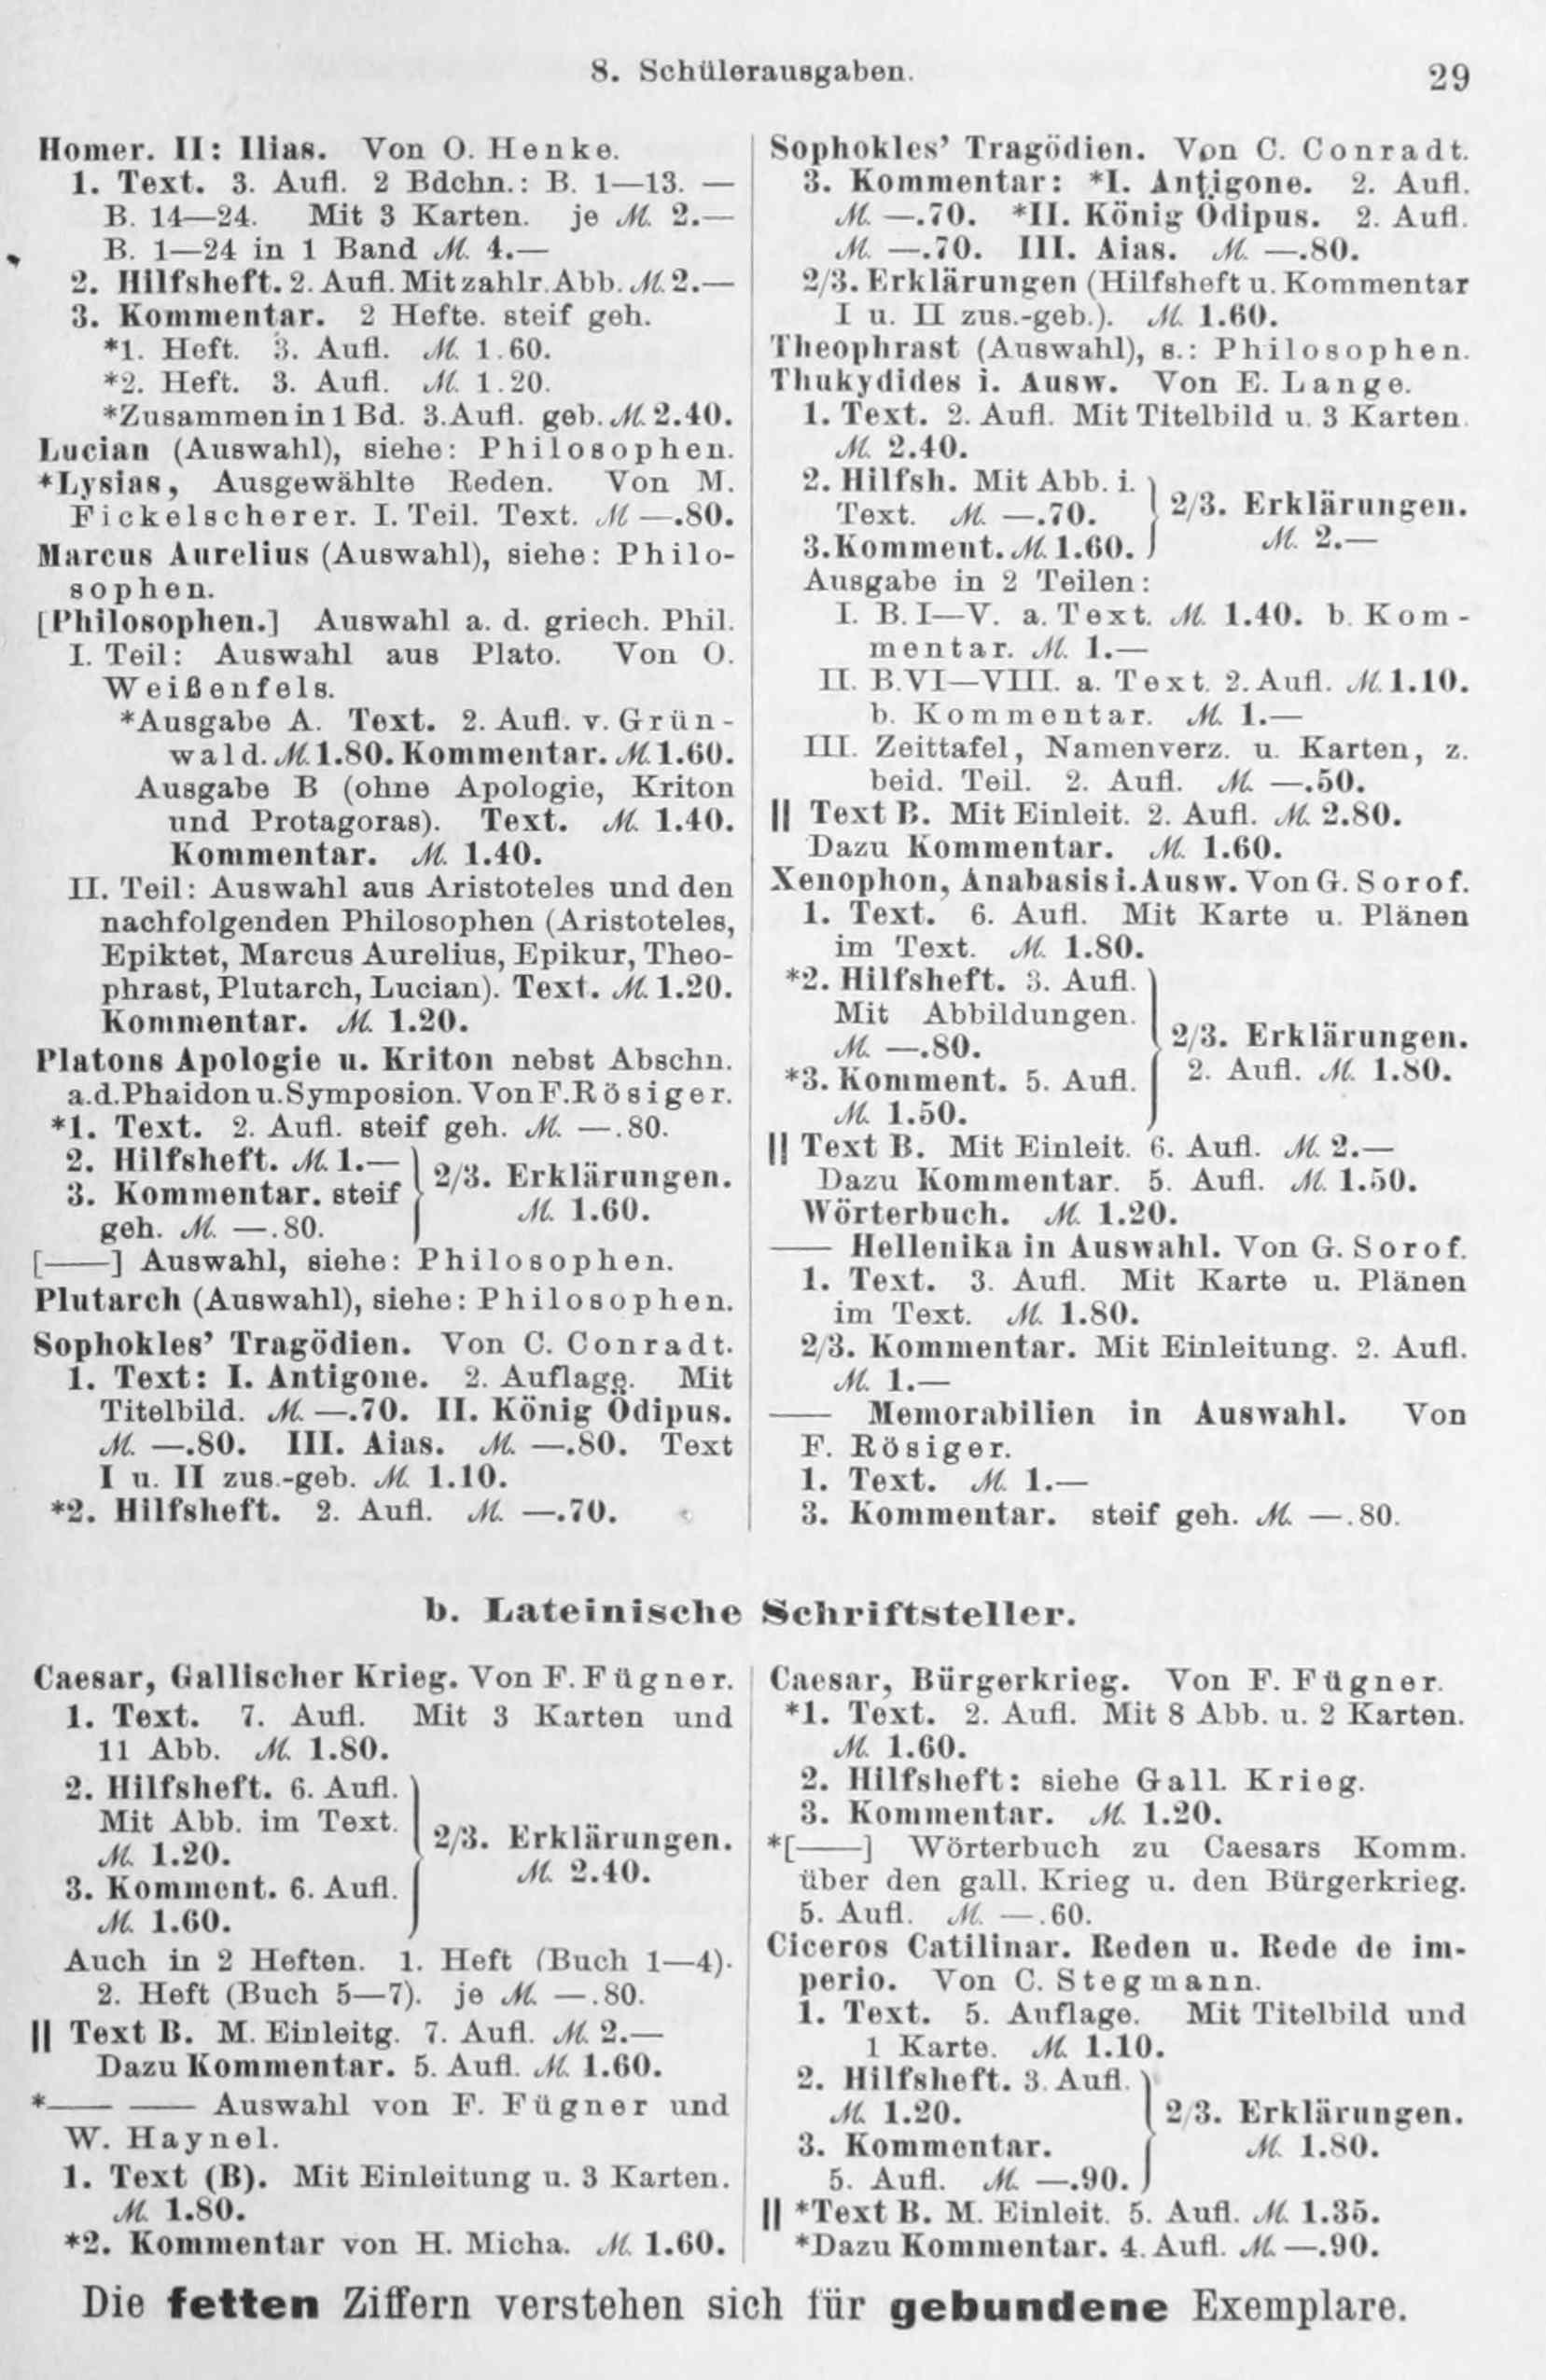 8. Schülerausgaben.
29
Homer. II: Ilias. Von O. Henke.
1. Text. 3. Aufl. 2 Bdchn.: B. 1—13. —
B. 14—24. Mit 3 Karten. je ℳ 2.—
B. 1—24 in 1 Band ℳ 4.—
2. Hilfsheft. 2. Aufl. Mit zahlr. Abb. ℳ 2.—
3. Kommentar. 2 Hefte. steif geh.
*1. Heft. 3. Aufl. ℳ 1.60.
*2. Heft. 3. Aufl. ℳ 1.20.
*Zusammen in 1 Bd. 3. Aufl. geb. ℳ 2.40.
Lucian (Auswahl), siehe: Philosophen.
*Lysias, Ausgewählte Reden. Von M.
Fickelscherer. I. Teil. Text. ℳ —.80.
Marcus Aurelius (Auswahl), siehe: Philo-
sophen.
[Philosophen.] Auswahl a. d. griech. Phil.
I. Teil: Auswahl aus Plato. Von O.
Weißenfels.
*Ausgabe A. Text. 2. Aufl. v. Grün-
wald. ℳ 1.80. Kommentar. ℳ 1.60.
Ausgabe B (ohne Apologie, Kriton
und Protagoras). Text. ℳ 1.40.
Kommentar. ℳ 1.40.
II. Teil: Auswahl aus Aristoteles und den
nachfolgenden Philosophen (Aristoteles,
Epiktet, Marcus Aurelius, Epikur, Theo-
phrast, Plutarch, Lucian). Text. ℳ 1.20.
Kommentar. ℳ 1.20.
Platons Apologie u. Kriton nebst Abschn.
a. d. Phaidon u. Symposion. Von F. Rösiger.
*1. Text. 2. Aufl. steif geh. ℳ —.80.
2. Hilfsheft. ℳ 1.—
3. Kommentar. steif
geh. ℳ —.80.
2/3. Erklärungen.
ℳ 1.60.
[——] Auswahl, siehe: Philosophen.
Plutarch (Auswahl), siehe: Philosophen.
Sophokles’ Tragödien. Von C. Conradt.
1. Text: I. Antigone. 2. Auflage. Mit
Titelbild. ℳ —.70. II. König Ödipus.
ℳ —.80. III. Aias. ℳ —.80. Text
I u. II zus.-geb. ℳ 1.10.
*2. Hilfsheft. 2. Aufl. ℳ —.70.
Sophokles’ Tragödien. Von C. Conradt.
3. Kommentar: *I. Antigone. 2. Aufl.
ℳ —.70. *II. König Ödipus. 2. Aufl.
ℳ —.70. III. Aias. ℳ —.80.
2/3. Erklärungen (Hilfsheft u. Kommentar
I u. II zus.-geb.). ℳ 1.60.
Theophrast (Auswahl), s.: Philosophen.
Thukydides i. Ausw. Von E. Lange.
1. Text. 2. Aufl. Mit Titelbild u. 3 Karten.
ℳ 2.40.
2. Hilfsh. Mit Abb. i.
Text. ℳ —.70.
3. Komment. ℳ 1.60.
2/3. Erklärungen.
ℳ 2.—
Ausgabe in 2 Teilen:
I. B. I—V. a. Text. ℳ 1.40. b. Kom-
mentar. ℳ 1.—
II. B. VI—VIII. a. Text. 2. Aufl. ℳ 1.10.
b. Kommentar. ℳ 1.—
III. Zeittafel, Namenverz. u. Karten, z.
beid. Teil. 2. Aufl. ℳ —.50.
|| Text B. Mit Einleit. 2. Aufl. ℳ 2.80.
Dazu Kommentar. ℳ 1.60.
Xenophon, Anabasis i. Ausw. Von G. Sorof.
1. Text. 6. Aufl. Mit Karte u. Plänen
im Text. ℳ 1.80.
*2. Hilfsheft. 3. Aufl.
Mit Abbildungen.
ℳ —.80.
*3. Komment. 5. Aufl.
ℳ 1.50.
2/3. Erklärungen.
2. Aufl. ℳ 1.80.
|| Text B. Mit Einleit. 6. Aufl. ℳ 2.—
Dazu Kommentar. 5. Aufl. ℳ 1.50.
Wörterbuch. ℳ 1.20.
—— Hellenika in Auswahl. Von G. Sorof.
1. Text. 3. Aufl. Mit Karte u. Plänen
im Text. ℳ 1.80.
2/3. Kommentar. Mit Einleitung. 2. Aufl.
ℳ 1.—
—— Memorabilien in Auswahl. Von
F. Rösiger.
1. Text. ℳ 1.—
3. Kommentar. steif geh. ℳ —.80.
b. Lateinische Schriftsteller.
Caesar, Gallischer Krieg. Von F. Fügner.
1. Text. 7. Aufl. Mit 3 Karten und
11 Abb. ℳ 1.80.
2. Hilfsheft. 6. Aufl.
Mit Abb. im Text.
ℳ 1.20.
3. Komment. 6. Aufl.
ℳ 1.60.
2/3. Erklärungen.
ℳ 2.40.
Auch in 2 Heften. 1. Heft (Buch 1—4).
2. Heft (Buch 5—7). je ℳ —.80.
|| Text B. M. Einleitg. 7. Aufl. ℳ 2.—
Dazu Kommentar. 5. Aufl. ℳ 1.60.
*—— —— Auswahl von F. Fügner und
W. Haynel.
1. Text (B). Mit Einleitung u. 3 Karten.
ℳ 1.80.
*2. Kommentar von H. Micha. ℳ 1.60.
Caesar, Bürgerkrieg. Von F. Fügner.
*1. Text. 2. Aufl. Mit 8 Abb. u. 2 Karten.
ℳ 1.60.
2. Hilfsheft: siehe Gall. Krieg.
3. Kommentar. ℳ 1.20.
*[——] Wörterbuch zu Caesars Komm.
über den gall. Krieg u. den Bürgerkrieg.
5. Aufl. ℳ —.60.
Ciceros Catilinar. Reden u. Rede de im-
perio. Von C. Stegmann.
1. Text. 5. Auflage. Mit Titelbild und
1 Karte. ℳ 1.10.
2. Hilfsheft. 3. Aufl.
ℳ 1.20.
3. Kommentar.
5. Aufl. ℳ —.90.
2/3. Erklärungen.
ℳ 1.80.
|| *Text B. M. Einleit. 5. Aufl. ℳ 1.35.
*Dazu Kommentar. 4. Aufl. ℳ —.90.
Die fetten Ziffern verstehen sich für gebundene Exemplare.